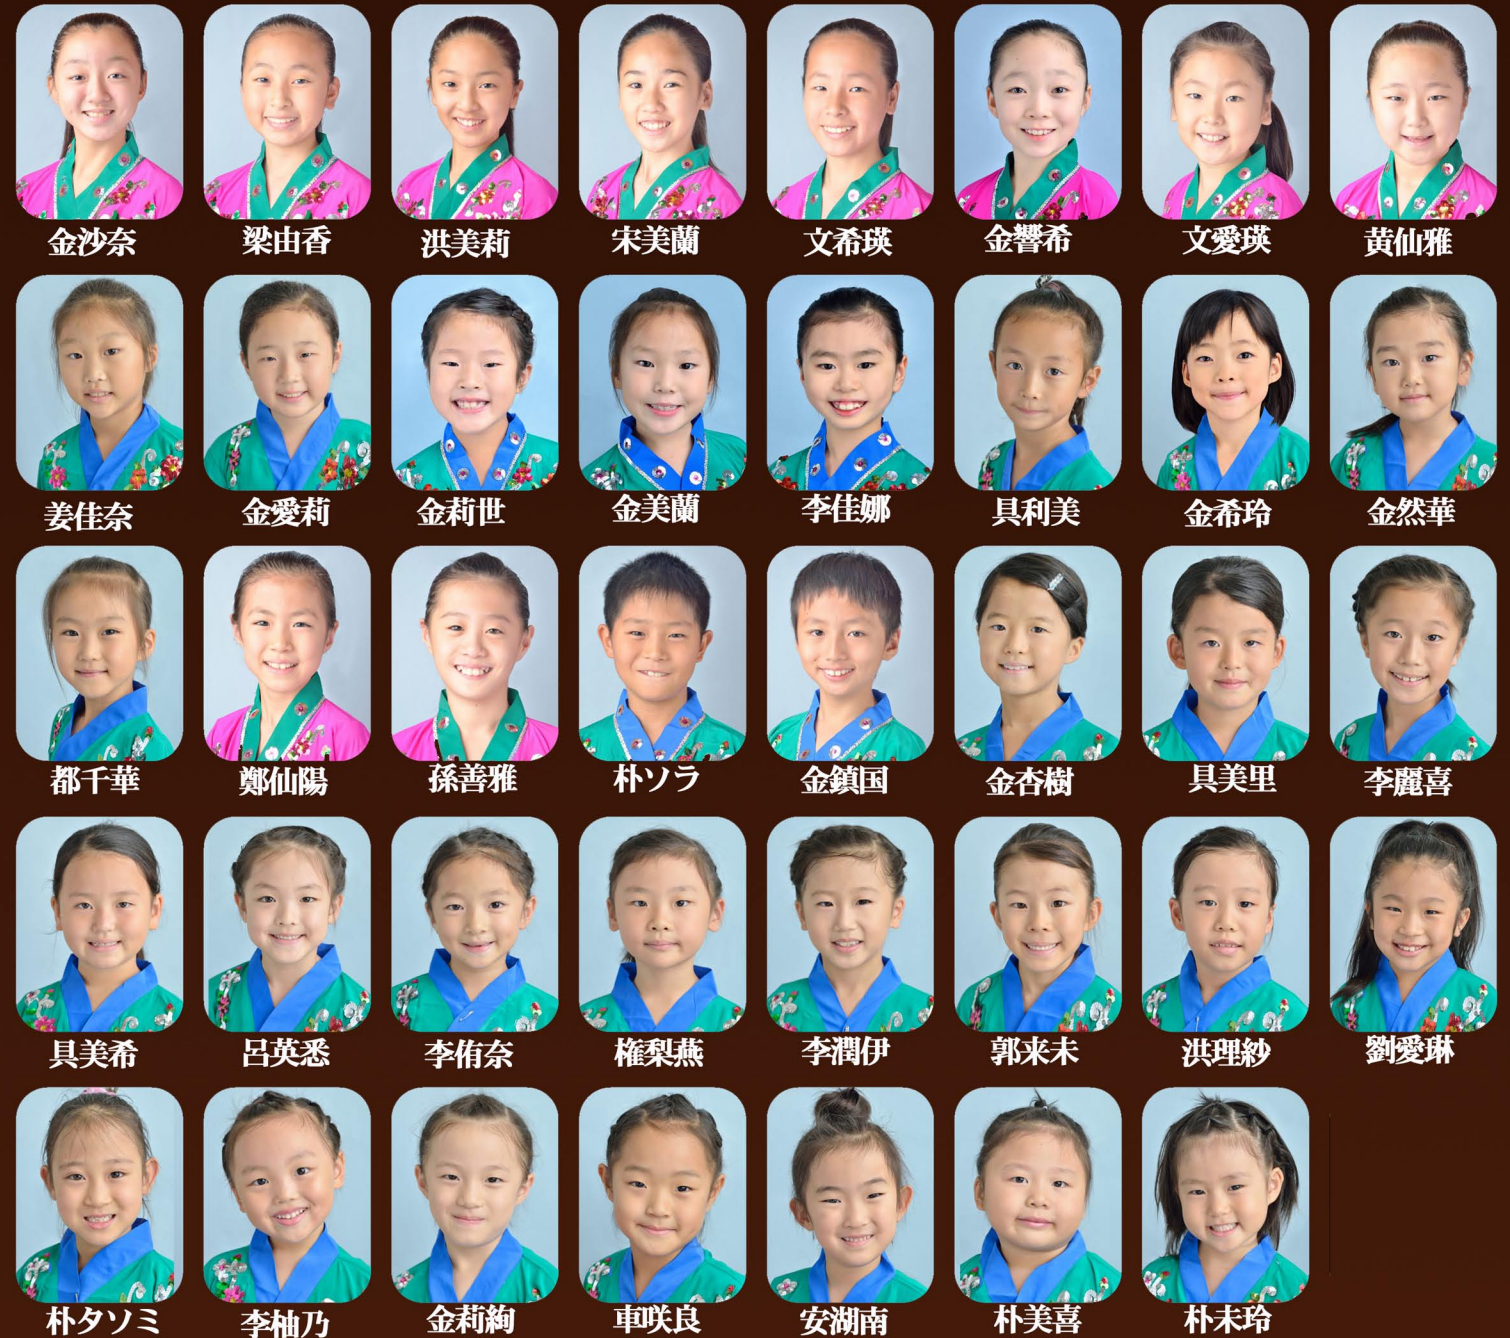 金沙奈 梁由香 洪美莉 宋美蘭 文希瑛 金響希 文愛瑛 黄仙雅
姜佳奈 金愛莉 金莉世 金美蘭 李佳娜 具利美 金希玲 金然華
都千華 鄭仙陽 孫善雅 朴ソラ 金鎮国 金杏樹 具美里 李麗喜
具美希 呂英悉 李侑奈 権梨燕 李潤伊 郭来未 洪理紗 劉愛琳
朴タソミ 李柚乃 金莉絢 車咲良 安湖南 朴美喜 朴未玲